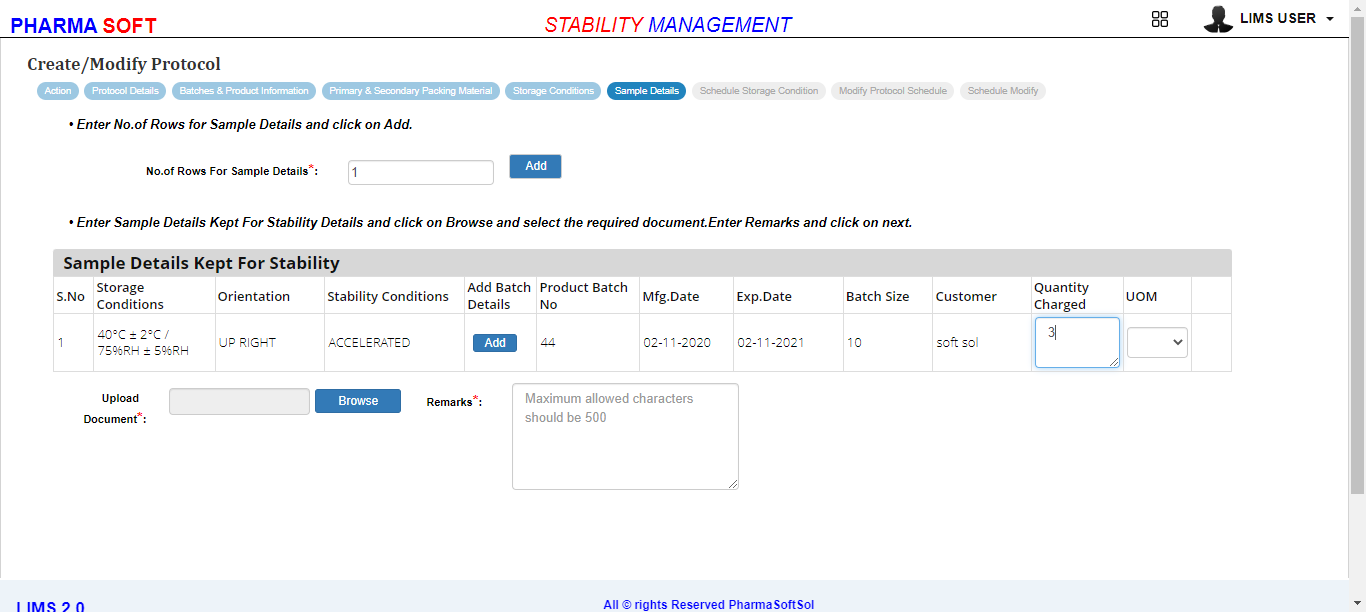 PHARMA SOFT
STABILITY MANAGEMENT
LIMS USER
Create/Modify Protocol
Action Protocol Details Batches & Product Information Primary & Secondary Packing Material Storage Conditions Sample Details Schedule Storage Condition Modify Protocol Schedule Schedule Modify
• Enter No.of Rows for Sample Details and click on Add.
No.of Rows For Sample Details*: 1 Add
• Enter Sample Details Kept For Stability Details and click on Browse and select the required document.Enter Remarks and click on next.
Sample Details Kept For Stability
S.No Storage Conditions Orientation Stability Conditions Add Batch Details Product Batch No Mfg.Date Exp.Date Batch Size Customer Quantity Charged UOM
1 40°C ± 2°C / 75%RH ± 5%RH UP RIGHT ACCELERATED Add 44 02-11-2020 02-11-2021 10 soft sol 3
Upload Document*: Browse Remarks*: Maximum allowed characters should be 500
LIMS 2.0
All © rights Reserved PharmaSoftSol